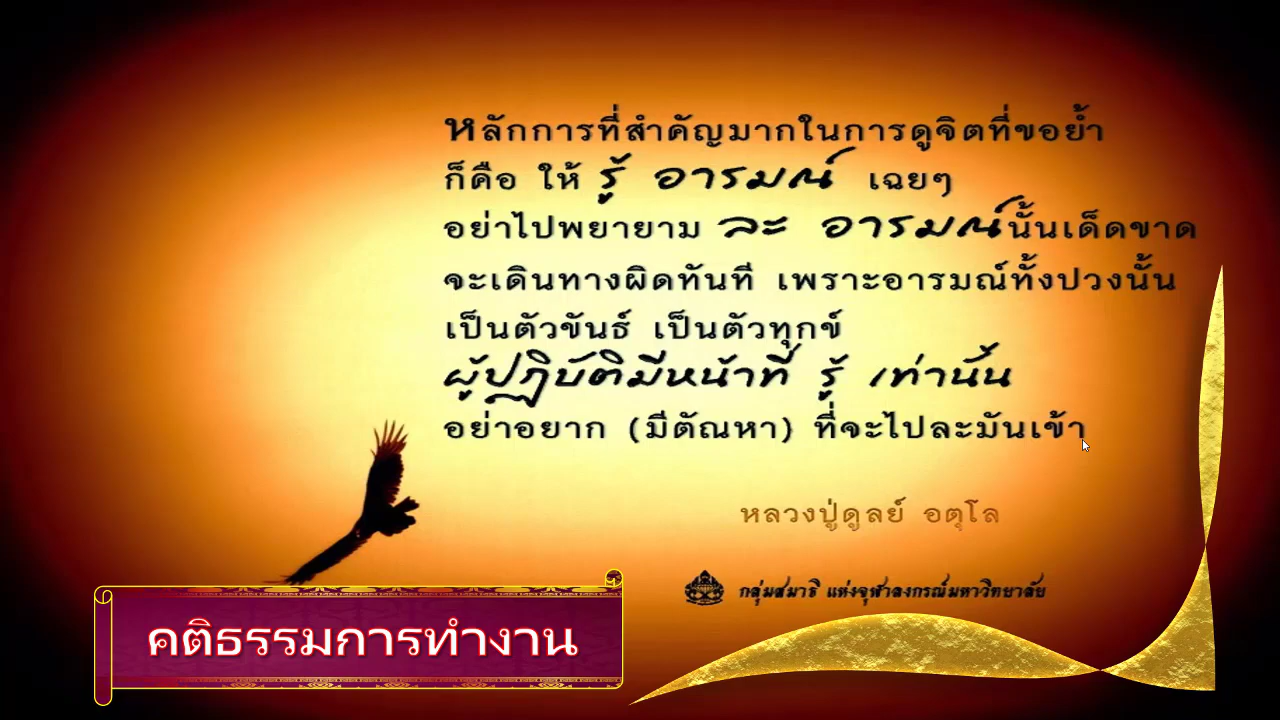 หลักการที่สำคัญมากในการดูจิตที่ขอย้ำ
ก็คือ ให้ รู้ อารมณ์ เฉยๆ
อย่าไปพยายาม ละ อารมณ์นั้นเด็ดขาด
จะเดินทางผิดทันที เพราะอารมณ์ทั้งปวงนั้น
เป็นตัวขันธ์ เป็นตัวทุกข์
ผู้ปฏิบัติมีหน้าที่ รู้ เท่านั้น
อย่าอยาก (มีตัณหา) ที่จะไปละมันเข้า
หลวงปู่ดูลย์ อตุโล
กลุ่มสมาธิ แห่งจุฬาลงกรณ์มหาวิทยาลัย
คติธรรมการทำงาน